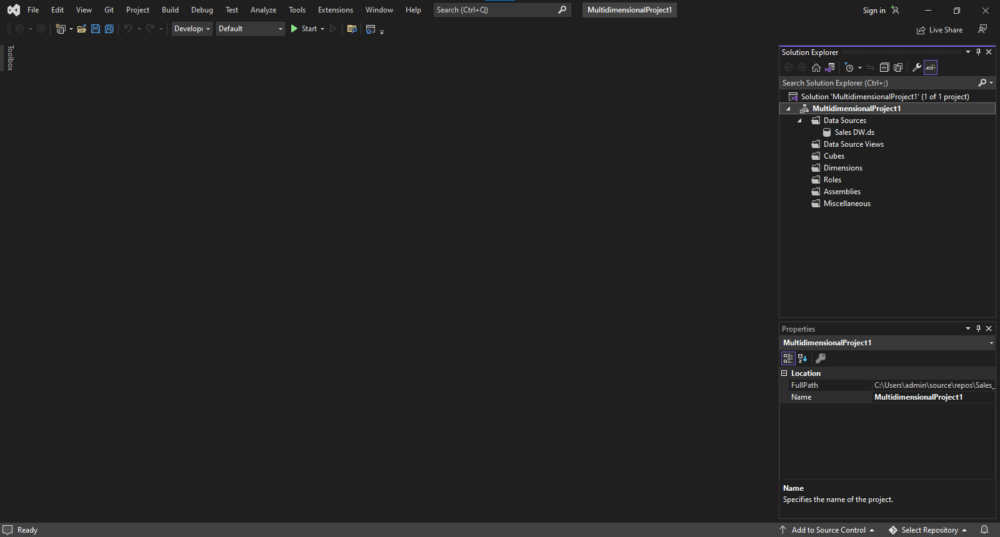 File Edit View Git Project Build Debug Test Analyze Tools Extensions Window Help Search (Ctrl+Q) MultidimensionalProject1 Sign in
Develop Default Start Live Share
Toolbox
Solution Explorer
Search Solution Explorer (Ctrl+;)
Solution 'MultidimensionalProject1' (1 of 1 project)
MultidimensionalProject1
Data Sources
Sales DW.ds
Data Source Views
Cubes
Dimensions
Roles
Assemblies
Miscellaneous
Properties
MultidimensionalProject1
Location
FullPath C:\Users\admin\source\repos\Sales_
Name MultidimensionalProject1
Name
Specifies the name of the project.
Ready Add to Source Control Select Repository